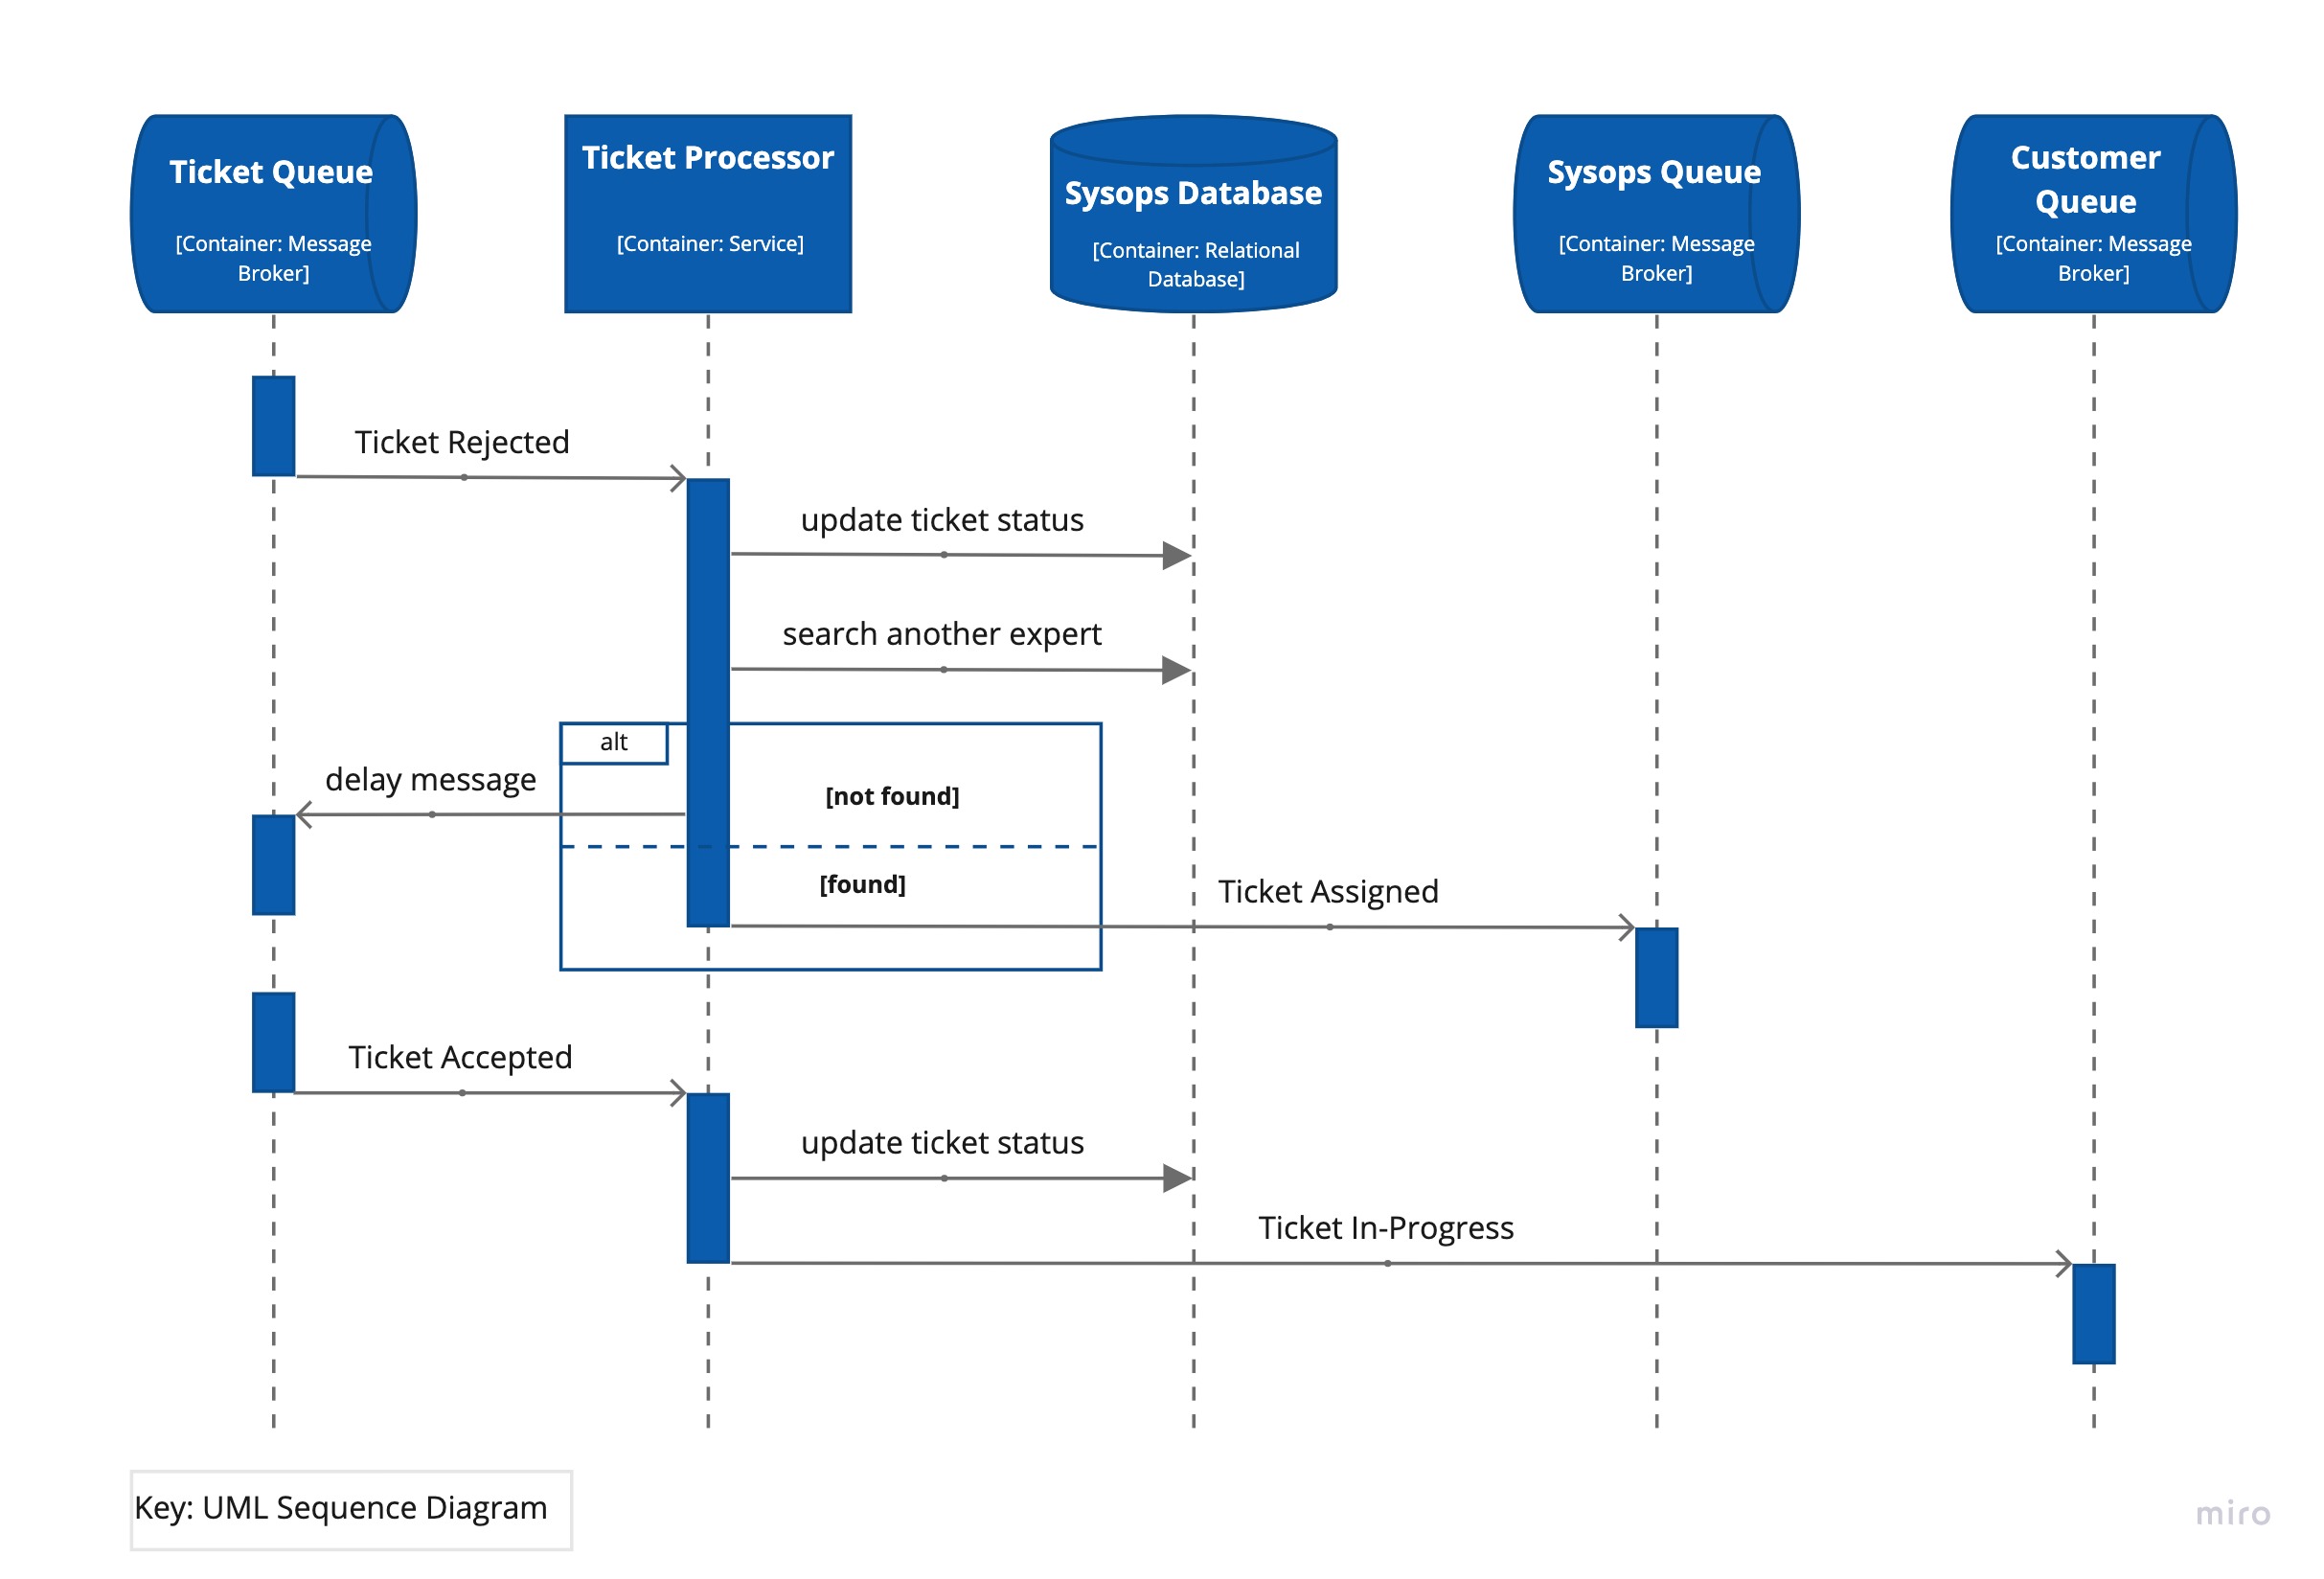 Ticket Queue
[Container: Message
Broker]
Ticket Processor
[Container: Service]
Sysops Database
[Container: Relational
Database]
Sysops Queue
[Container: Message
Broker]
Customer
Queue
[Container: Message
Broker]
Ticket Rejected
update ticket status
search another expert
alt
delay message
[not found]
[found]
Ticket Assigned
Ticket Accepted
update ticket status
Ticket In-Progress
Key: UML Sequence Diagram
miro